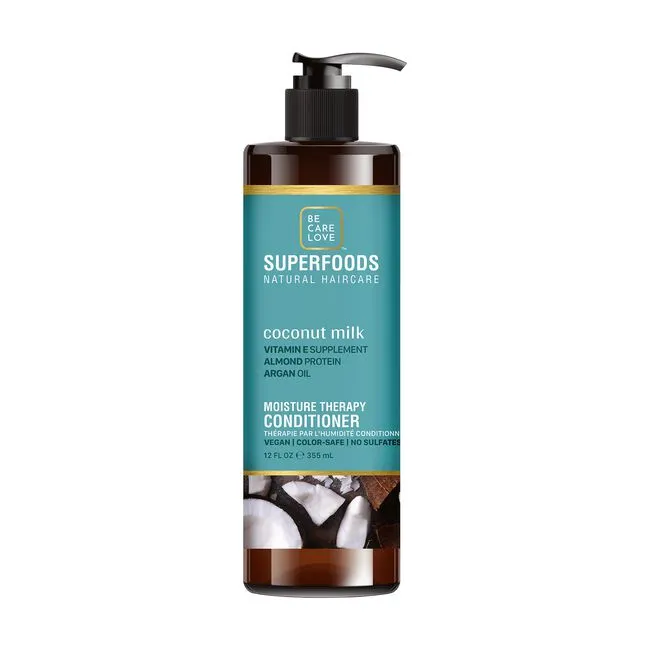 BE
CARE
LOVE
™
SUPERFOODS
NATURAL HAIRCARE
coconut milk
VITAMIN E SUPPLEMENT
ALMOND PROTEIN
ARGAN OIL
MOISTURE THERAPY
CONDITIONER
THÉRAPIE PAR L'HUMIDITÉ CONDITIONN
VEGAN | COLOR-SAFE | NO SULFATES
12 FL OZ ℮ 355 mL